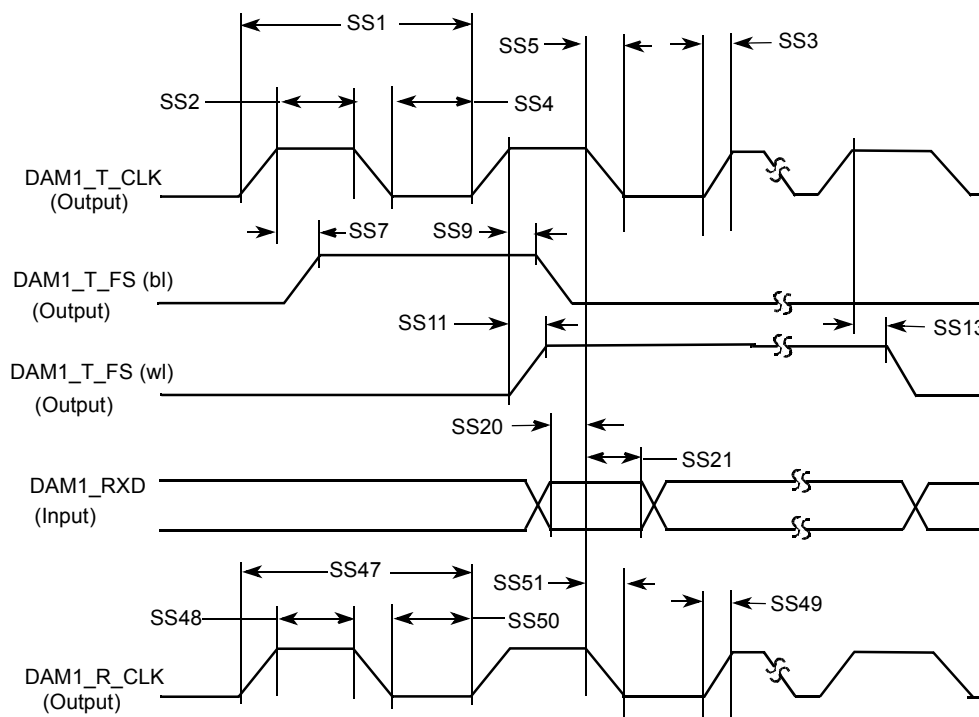 SS1
SS5
SS3
SS2
SS4
DAM1_T_CLK
(Output)
SS7
SS9
DAM1_T_FS (bl)
(Output)
SS11
SS13
DAM1_T_FS (wl)
(Output)
SS20
SS21
DAM1_RXD
(Input)
SS47
SS51
SS49
SS48
SS50
DAM1_R_CLK
(Output)